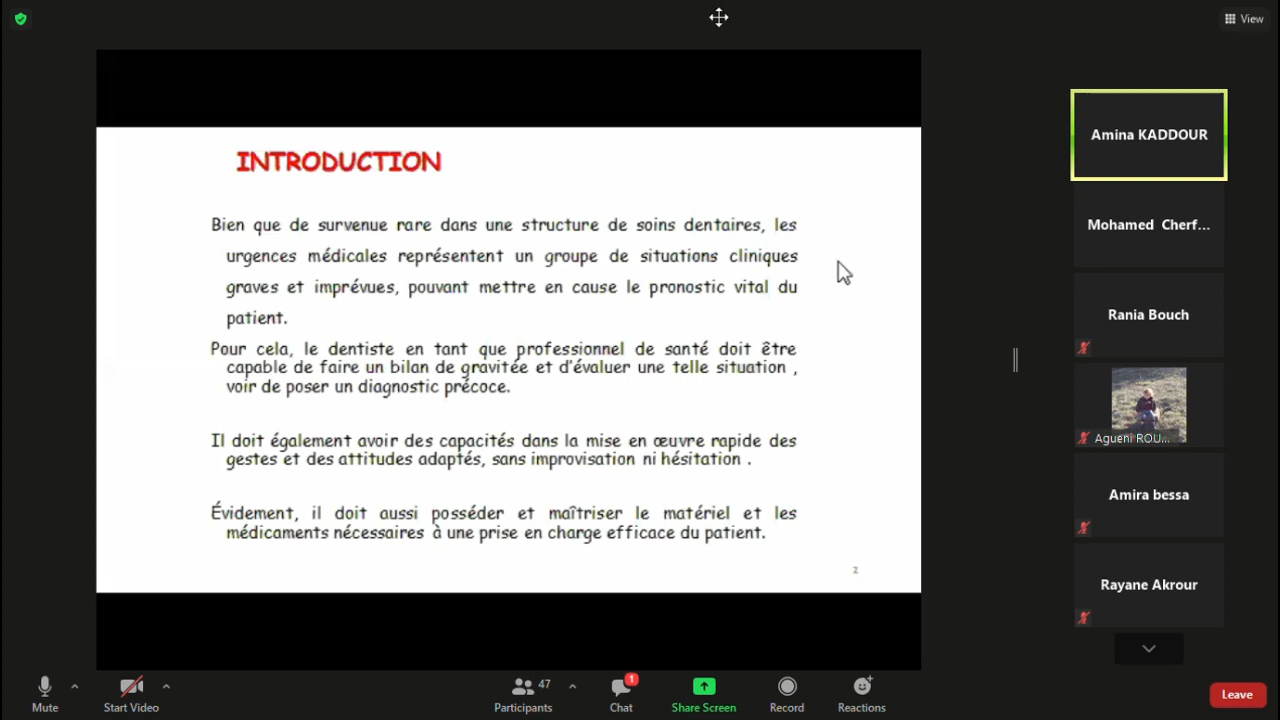 View
INTRODUCTION
Bien que de survenue rare dans une structure de soins dentaires, les
urgences médicales représentent un groupe de situations cliniques
graves et imprévues, pouvant mettre en cause le pronostic vital du
patient.
Pour cela, le dentiste en tant que professionnel de santé doit être
capable de faire un bilan de gravitée et d'évaluer une telle situation ,
voir de poser un diagnostic précoce.
Il doit également avoir des capacités dans la mise en œuvre rapide des
gestes et des attitudes adaptés, sans improvisation ni hésitation .
Évidement, il doit aussi posséder et maîtriser le matériel et les
médicaments nécessaires à une prise en charge efficace du patient.
2
Amina KADDOUR
Mohamed Cherf...
Rania Bouch
Agueni ROU...
Amira bessa
Rayane Akrour
Mute
Start Video
47
Participants
1
Chat
Share Screen
Record
Reactions
Leave